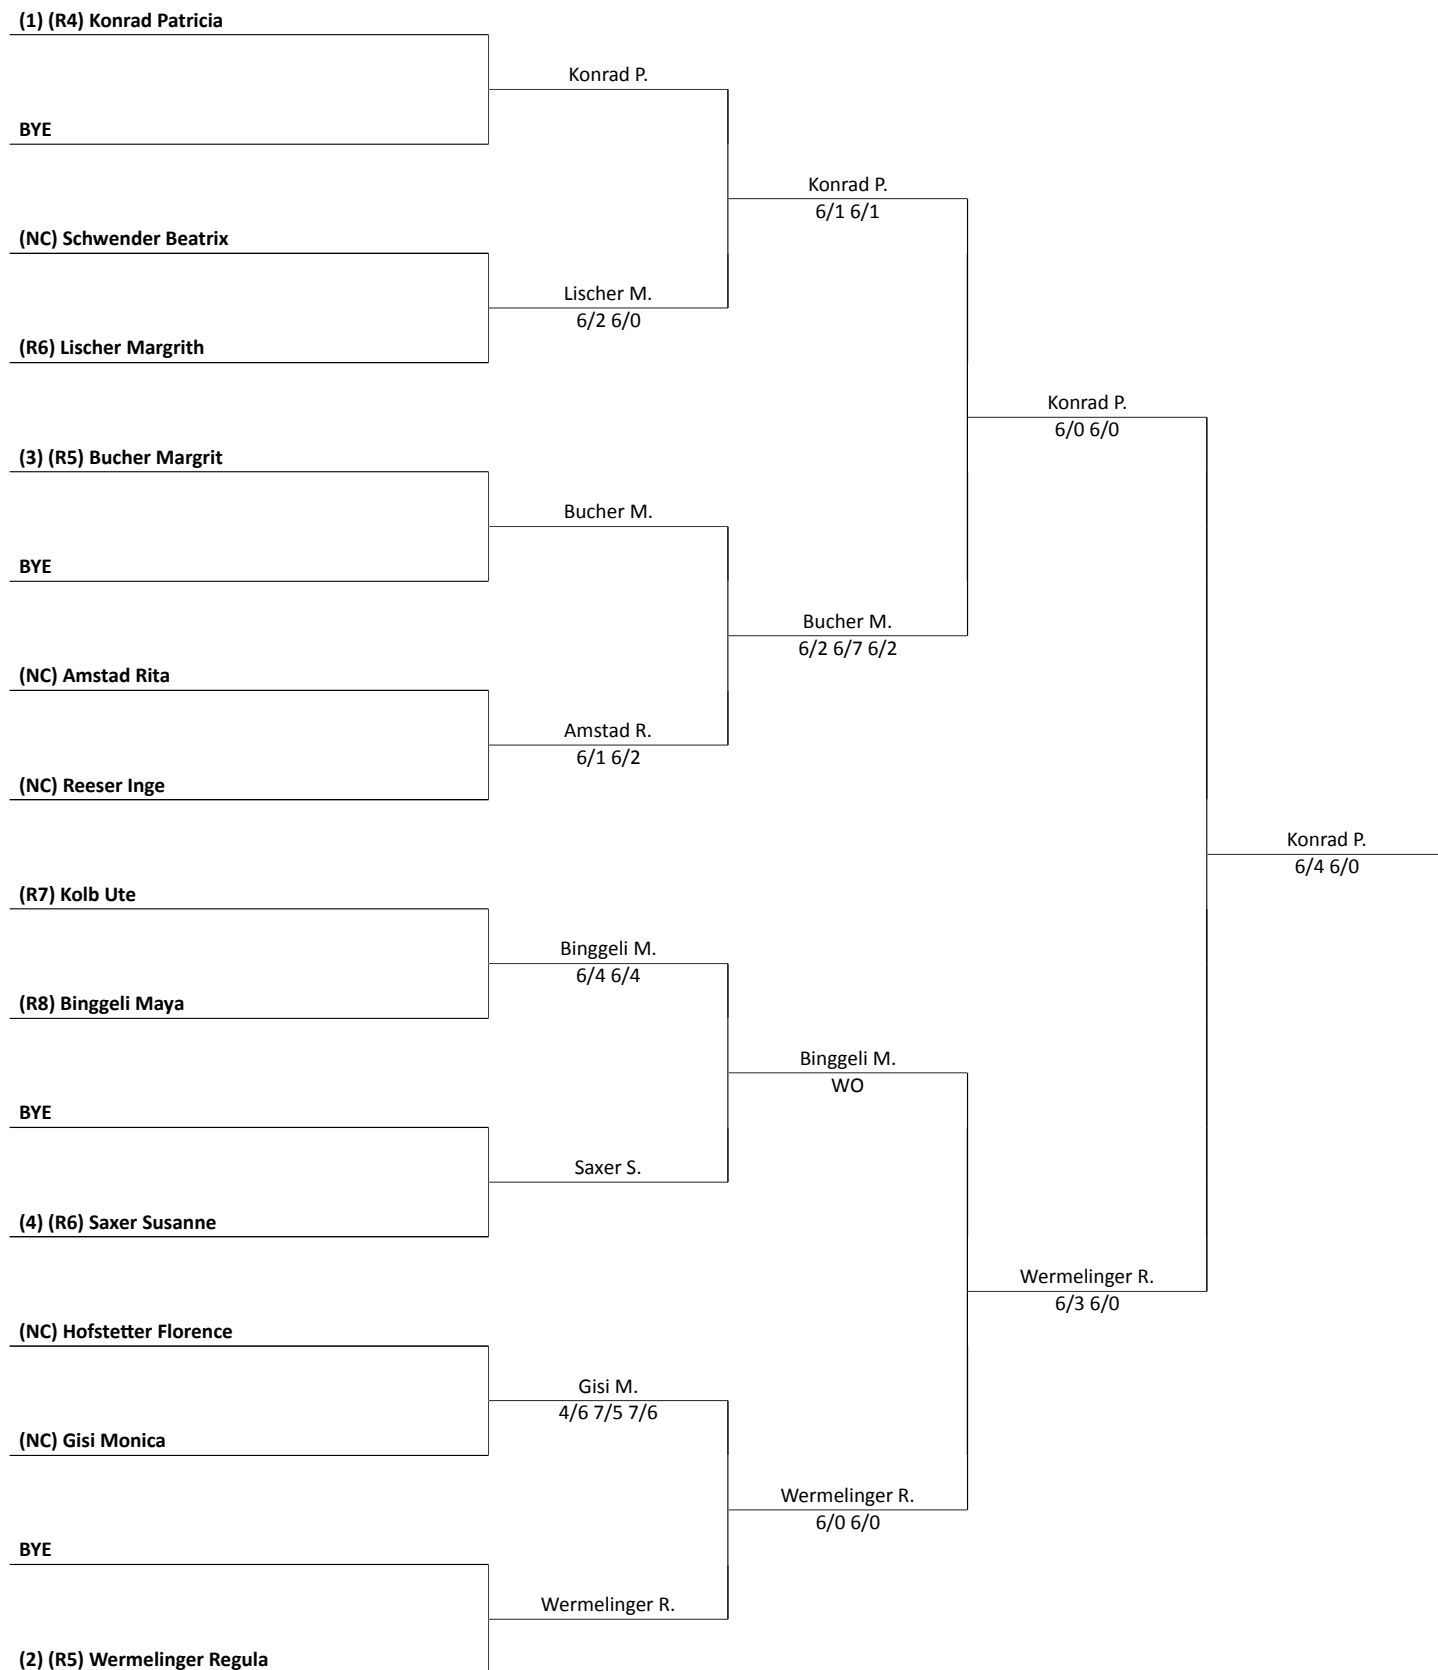 (1) (R4) Konrad Patricia
Konrad P.
BYE
Konrad P.
6/1 6/1
(NC) Schwender Beatrix
Lischer M.
6/2 6/0
(R6) Lischer Margrith
Konrad P.
6/0 6/0
(3) (R5) Bucher Margrit
Bucher M.
BYE
Bucher M.
6/2 6/7 6/2
(NC) Amstad Rita
Amstad R.
6/1 6/2
(NC) Reeser Inge
Konrad P.
6/4 6/0
(R7) Kolb Ute
Binggeli M.
6/4 6/4
(R8) Binggeli Maya
Binggeli M.
WO
BYE
Saxer S.
(4) (R6) Saxer Susanne
Wermelinger R.
6/3 6/0
(NC) Hofstetter Florence
Gisi M.
4/6 7/5 7/6
(NC) Gisi Monica
Wermelinger R.
6/0 6/0
BYE
Wermelinger R.
(2) (R5) Wermelinger Regula